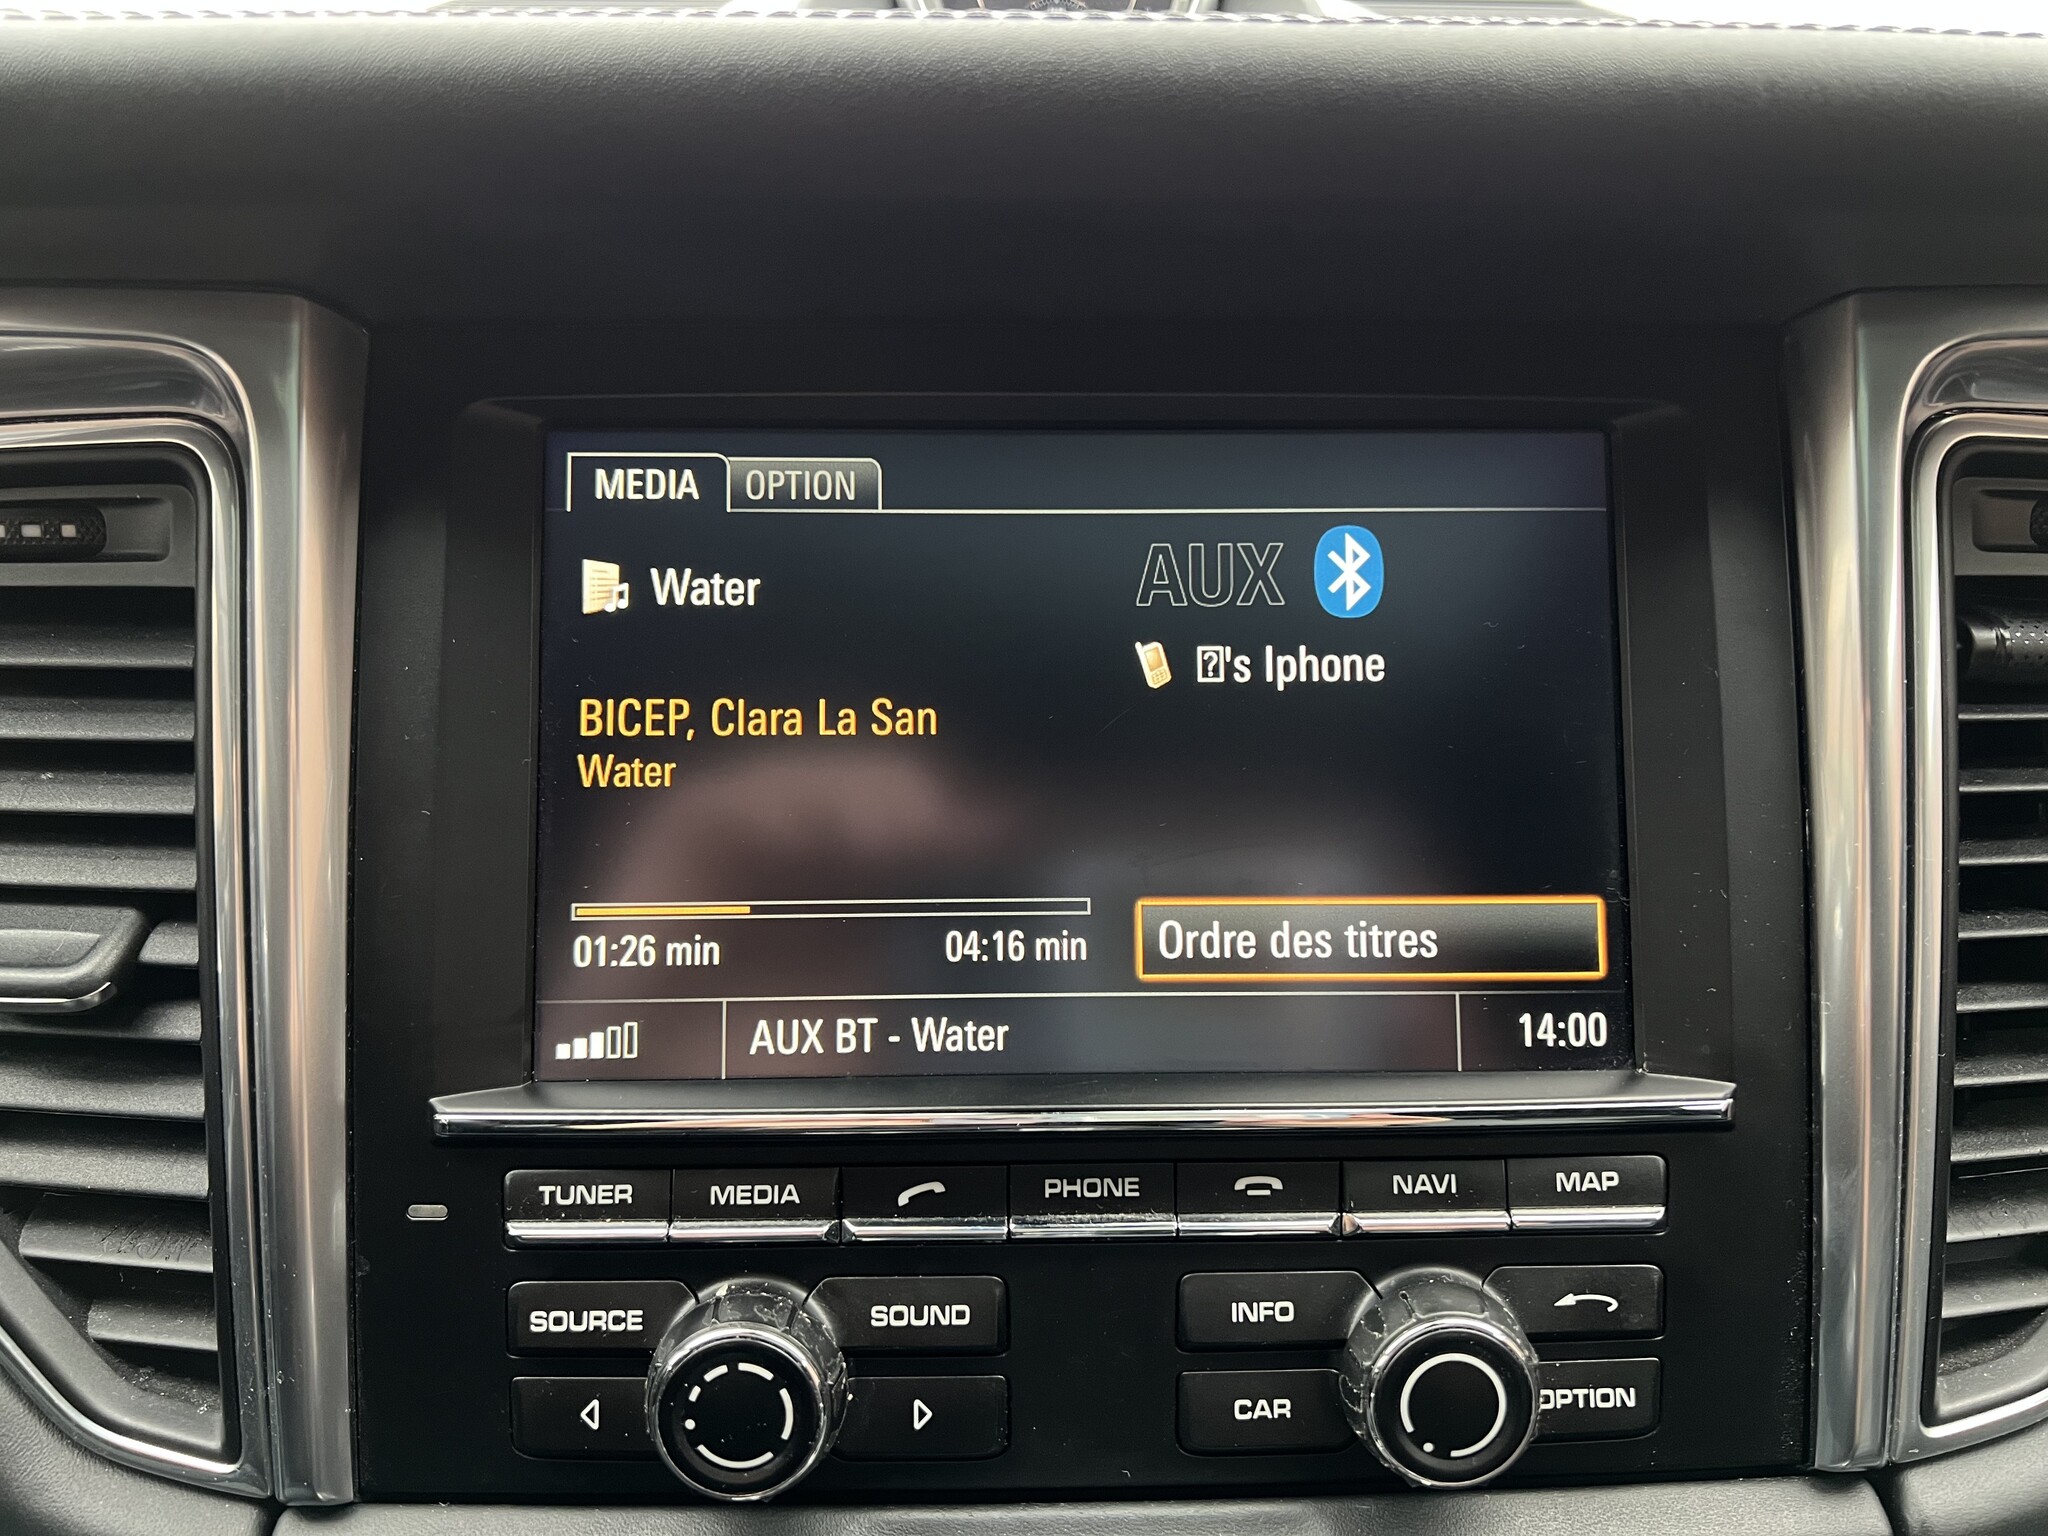 MEDIA OPTION
Water
AUX
's Iphone
BICEP, Clara La San
Water
01:26 min 04:16 min
Ordre des titres
AUX BT - Water
14:00
TUNER MEDIA PHONE NAVI MAP
SOURCE SOUND INFO
CAR OPTION